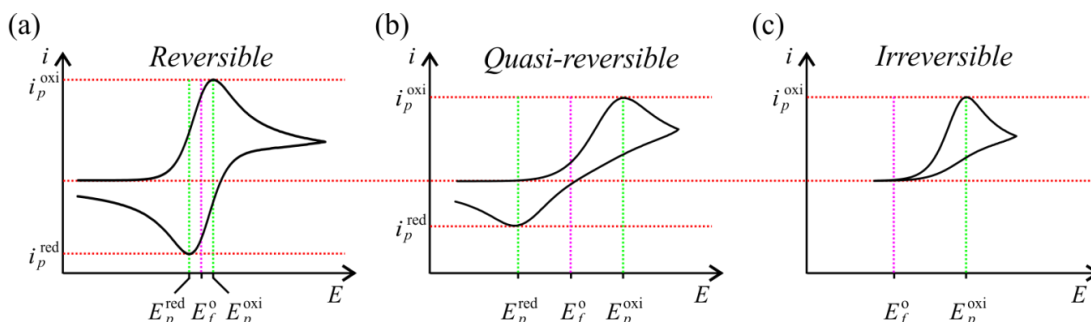 (a)
Reversible
i
i_p^oxi
i_p^red
E
E_p^red E_f^o E_p^oxi
(b)
Quasi-reversible
i
i_p^oxi
i_p^red
E
E_p^red E_f^o E_p^oxi
(c)
Irreversible
i
i_p^oxi
E
E_f^o E_p^oxi